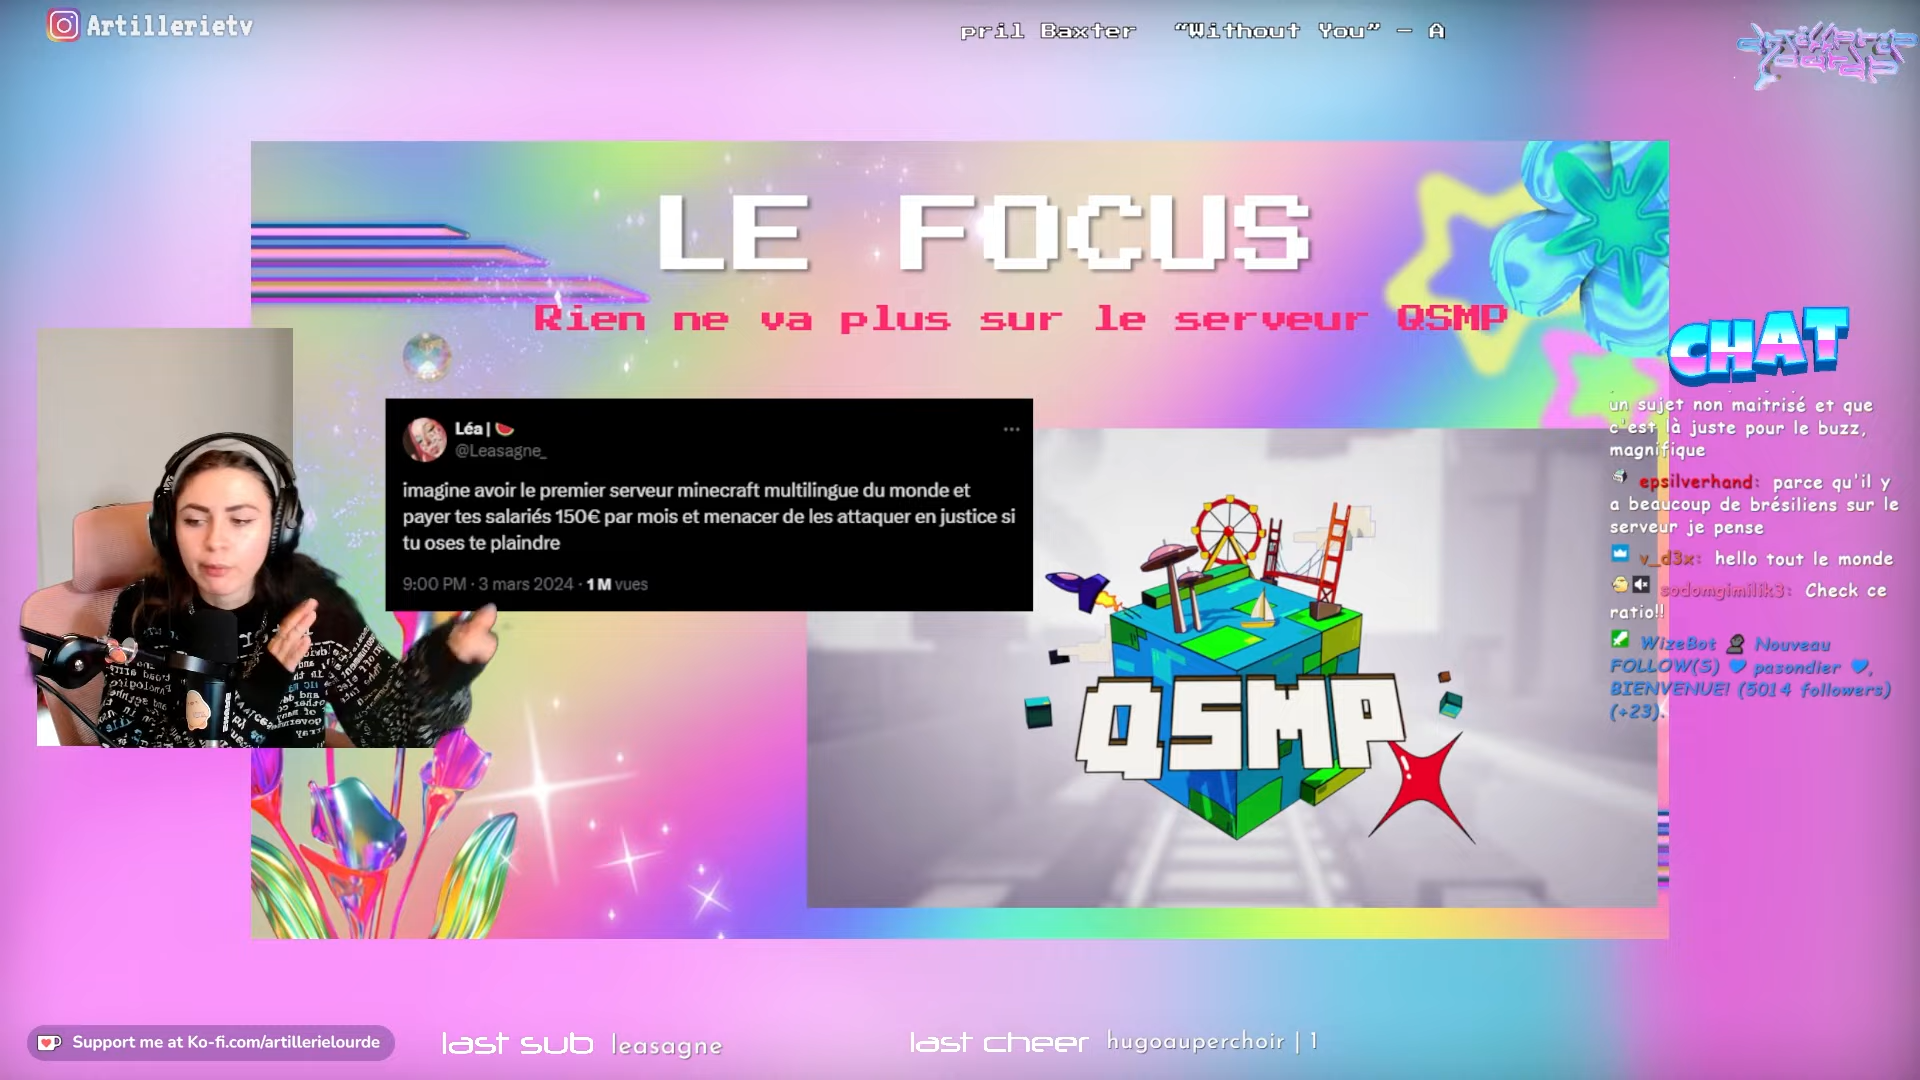 Artillerietv
pril Baxter “Without You” - A
LE FOCUS
Rien ne va plus sur le serveur QSMP
Léa | 🍉
@Leasagne_
imagine avoir le premier serveur minecraft multilingue du monde et
payer tes salariés 150€ par mois et menacer de les attaquer en justice si
tu oses te plaindre
9:00 PM · 3 mars 2024 · 1 M vues
QSMP
CHAT
un sujet non maitrisé et que
c'est là juste pour le buzz,
magnifique
epsilverhand: parce qu'il y
a beaucoup de brésiliens sur le
serveur je pense
v_d3x: hello tout le monde
sodomgimilik3: Check ce
ratio!!
WizeBot Nouveau
FOLLOW(S) 💙 pasondier 💙,
BIENVENUE! (5014 followers)
(+23).
Support me at Ko-fi.com/artillerielourde
last sub leasagne
last cheer hugoauperchoir | 1